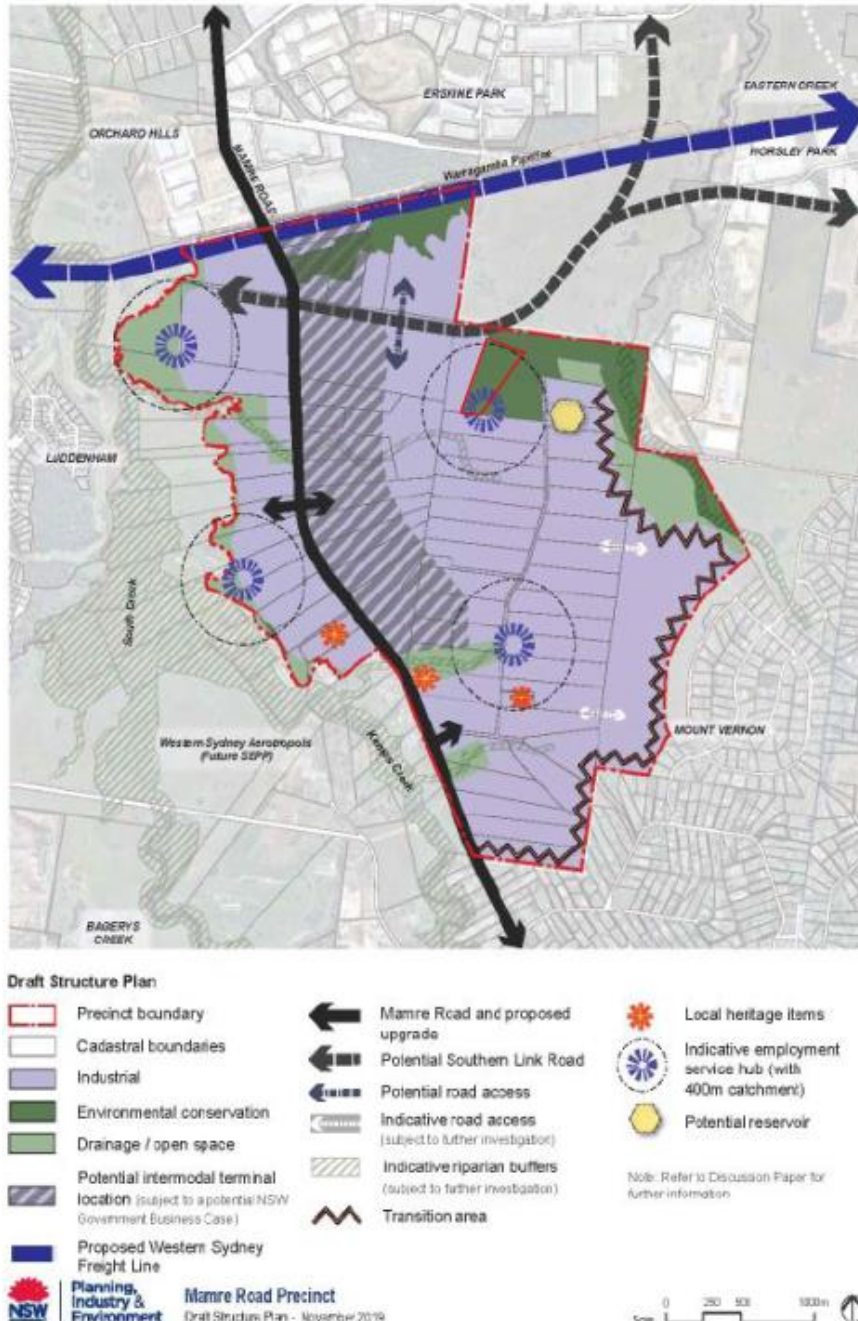 ERSKINE PARK
EASTERN CREEK
ORCHARD HILLS
HORSLEY PARK
MAMRE ROAD
Warragamba Pipeline
LUDDENHAM
South Creek
Western Sydney Aerotropolis
(Future SEPP)
Kemps Creek
MOUNT VERNON
BADGERYS
CREEK
Draft Structure Plan
Precinct boundary
Cadastral boundaries
Industrial
Environmental conservation
Drainage / open space
Potential intermodal terminal
location (subject to a potential NSW
Government Business Case)
Proposed Western Sydney
Freight Line
Mamre Road and proposed
upgrade
Potential Southern Link Road
Potential road access
Indicative road access
(subject to further investigation)
Indicative riparian buffers
(subject to further investigation)
Transition area
Local heritage items
Indicative employment
service hub (with
400m catchment)
Potential reservoir
Note: Refer to Discussion Paper for
further information
NSW
Planning,
Industry &
Environment
Mamre Road Precinct
Draft Structure Plan - November 2019
0 250 500 1000m